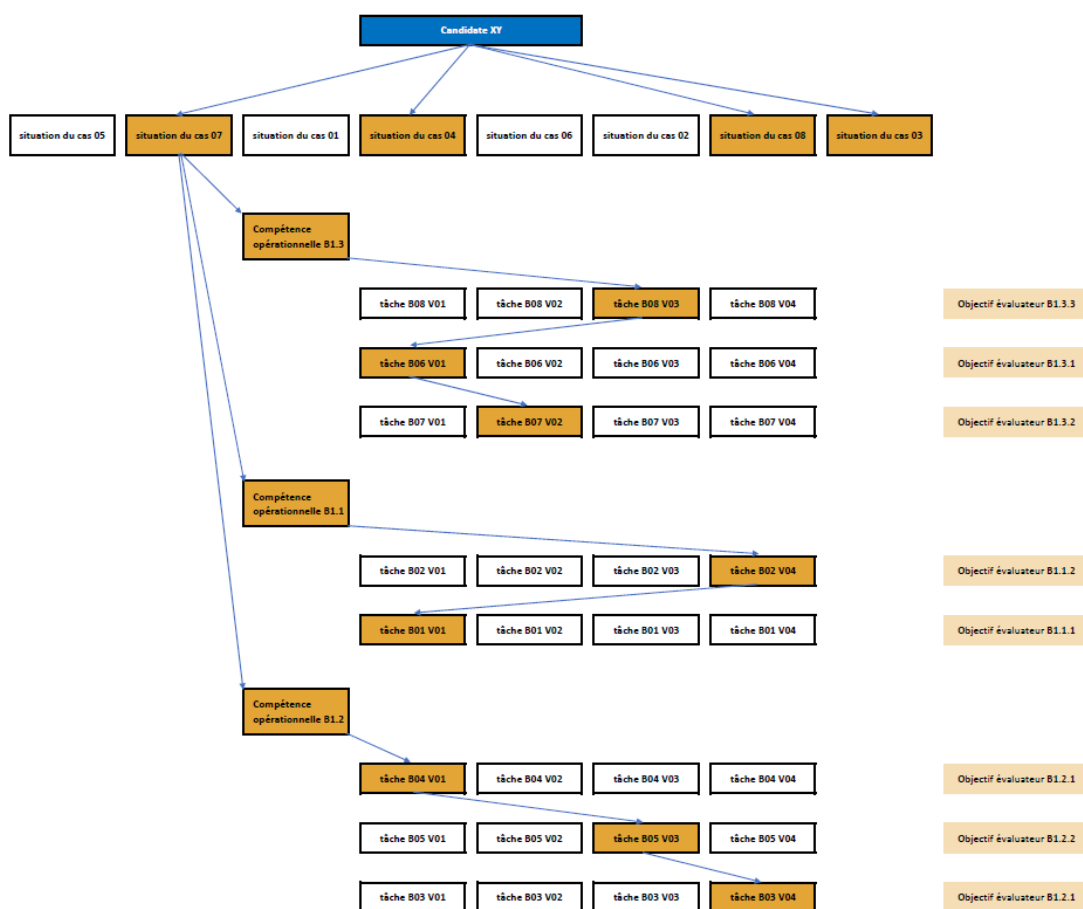 Candidate XY
situation du cas 05
situation du cas 07
situation du cas 01
situation du cas 04
situation du cas 06
situation du cas 02
situation du cas 08
situation du cas 03
Compétence
opérationnelle B1.3
tâche B08 V01
tâche B08 V02
tâche B08 V03
tâche B08 V04
Objectif évaluateur B1.3.3
tâche B06 V01
tâche B06 V02
tâche B06 V03
tâche B06 V04
Objectif évaluateur B1.3.1
tâche B07 V01
tâche B07 V02
tâche B07 V03
tâche B07 V04
Objectif évaluateur B1.3.2
Compétence
opérationnelle B1.1
tâche B02 V01
tâche B02 V02
tâche B02 V03
tâche B02 V04
Objectif évaluateur B1.1.2
tâche B01 V01
tâche B01 V02
tâche B01 V03
tâche B01 V04
Objectif évaluateur B1.1.1
Compétence
opérationnelle B1.2
tâche B04 V01
tâche B04 V02
tâche B04 V03
tâche B04 V04
Objectif évaluateur B1.2.1
tâche B05 V01
tâche B05 V02
tâche B05 V03
tâche B05 V04
Objectif évaluateur B1.2.2
tâche B03 V01
tâche B03 V02
tâche B03 V03
tâche B03 V04
Objectif évaluateur B1.2.1